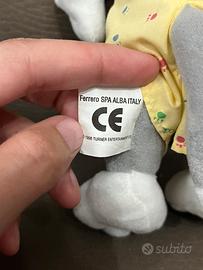 Ferrero SPA ALBA ITALY
CE
1998 TURNER ENTERTAINMENT
subito